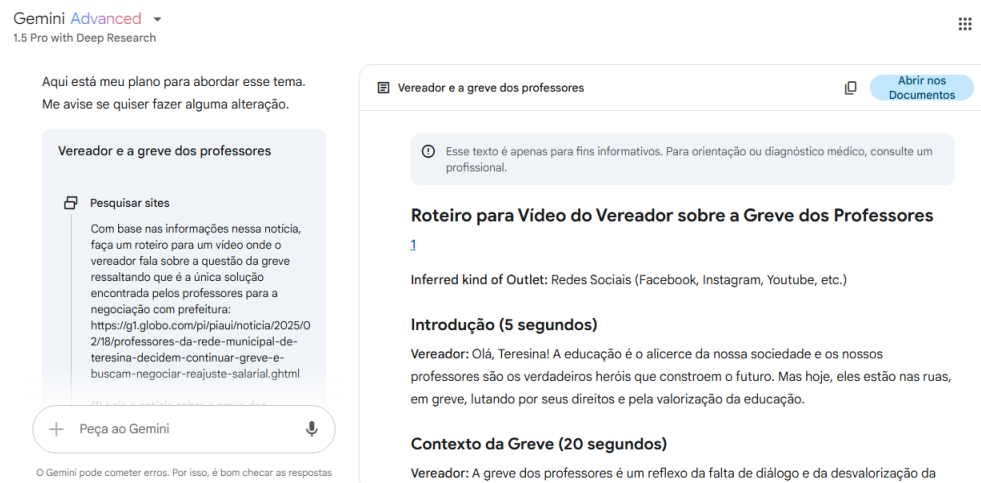 Gemini Advanced
1.5 Pro with Deep Research
Aqui está meu plano para abordar esse tema.
Me avise se quiser fazer alguma alteração.
Vereador e a greve dos professores
Pesquisar sites
Com base nas informações nessa notícia,
faça um roteiro para um vídeo onde o
vereador fala sobre a questão da greve
ressaltando que é a única solução
encontrada pelos professores para a
negociação com prefeitura:
https://g1.globo.com/pi/piaui/noticia/2025/0
2/18/professores-da-rede-municipal-de-
teresina-decidem-continuar-greve-e-
buscam-negociar-reajuste-salarial.ghtml
Peça ao Gemini
O Gemini pode cometer erros. Por isso, é bom checar as respostas
Vereador e a greve dos professores
Abrir nos
Documentos
Esse texto é apenas para fins informativos. Para orientação ou diagnóstico médico, consulte um
profissional.
Roteiro para Vídeo do Vereador sobre a Greve dos Professores
1
Inferred kind of Outlet: Redes Sociais (Facebook, Instagram, Youtube, etc.)
Introdução (5 segundos)
Vereador: Olá, Teresina! A educação é o alicerce da nossa sociedade e os nossos
professores são os verdadeiros heróis que constroem o futuro. Mas hoje, eles estão nas ruas,
em greve, lutando por seus direitos e pela valorização da educação.
Contexto da Greve (20 segundos)
Vereador: A greve dos professores é um reflexo da falta de diálogo e da desvalorização da